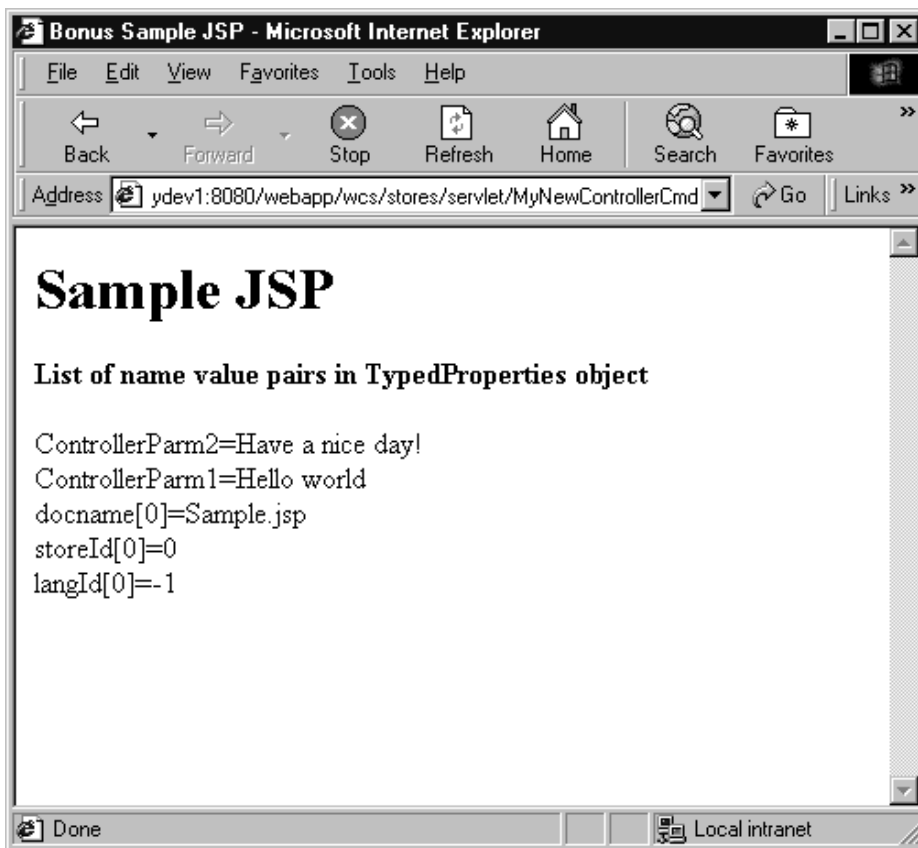 Bonus Sample JSP - Microsoft Internet Explorer
File Edit View Favorites Tools Help
Back Forward Stop Refresh Home Search Favorites »
Address ydev1:8080/webapp/wcs/stores/servlet/MyNewControllerCmd Go Links »
Sample JSP
List of name value pairs in TypedProperties object
ControllerParm2=Have a nice day!
ControllerParm1=Hello world
docname[0]=Sample.jsp
storeId[0]=0
langId[0]=-1
Done Local intranet